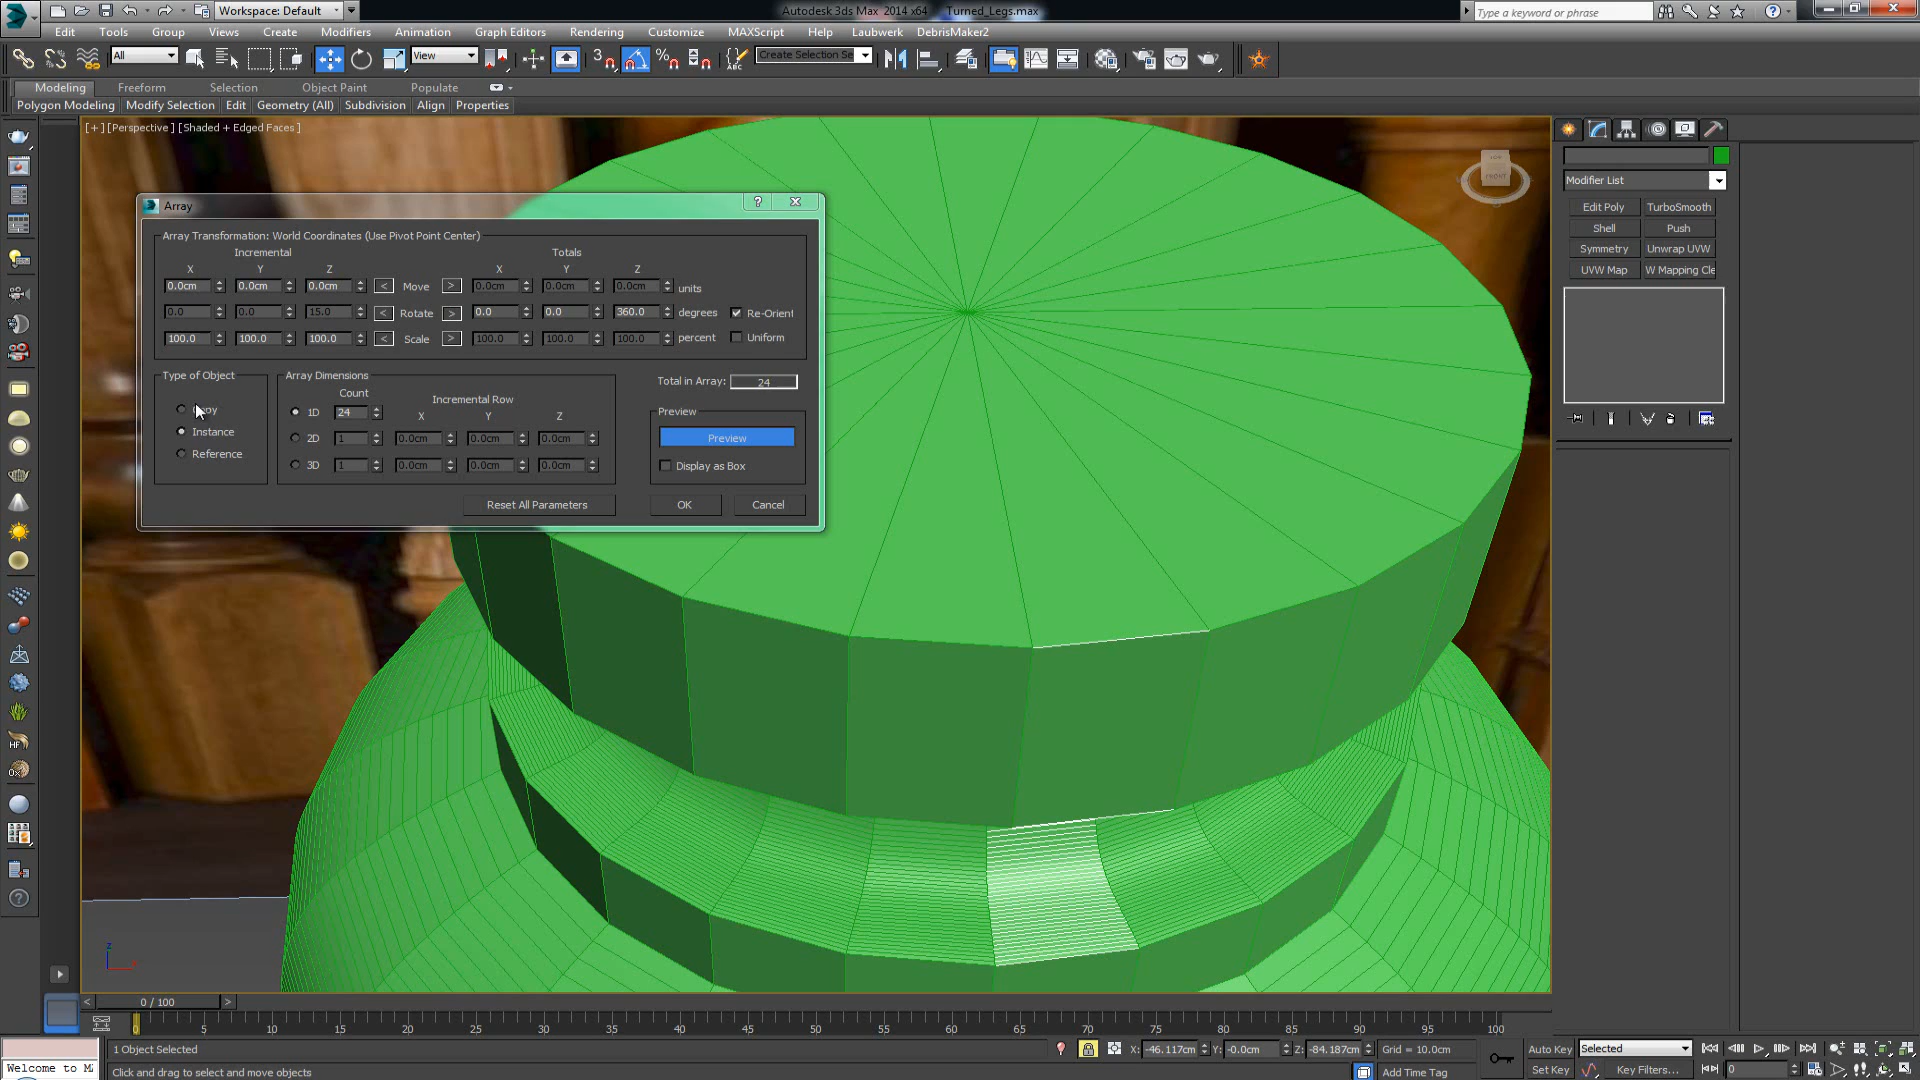 Workspace: Default
Autodesk 3ds Max 2014 x64 Turned_Legs.max
Type a keyword or phrase
Edit Tools Group Views Create Modifiers Animation Graph Editors Rendering Customize MAXScript Help Laubwerk DebrisMaker2
All View Create Selection Se
Modeling Freeform Selection Object Paint Populate
Polygon Modeling Modify Selection Edit Geometry (All) Subdivision Align Properties
[+] [Perspective] [Shaded + Edged Faces]
Array
Array Transformation: World Coordinates (Use Pivot Point Center)
Incremental Totals
X Y Z X Y Z
0.0cm 0.0cm 0.0cm < Move > 0.0cm 0.0cm 0.0cm units
0.0 0.0 15.0 < Rotate > 0.0 0.0 360.0 degrees Re-Orient
100.0 100.0 100.0 < Scale > 100.0 100.0 100.0 percent Uniform
Type of Object
Instance
Reference
Array Dimensions
Count Incremental Row
1D 24 X Y Z
2D 1 0.0cm 0.0cm 0.0cm
3D 1 0.0cm 0.0cm 0.0cm
Total in Array: 24
Preview
Preview
Display as Box
Reset All Parameters OK Cancel
FRONT
Modifier List
Edit Poly TurboSmooth
Shell Push
Symmetry Unwrap UVW
UVW Map W Mapping Cle
HF
z
< 0 / 100 >
0 5 10 15 20 25 30 35 40 45 50 55 60 65 70 75 80 85 90 95 100
1 Object Selected X: -46.117cm Y: -0.0cm Z: -84.187cm Grid = 10.0cm Auto Key Selected
Welcome to M Click and drag to select and move objects Add Time Tag Set Key Key Filters... 0